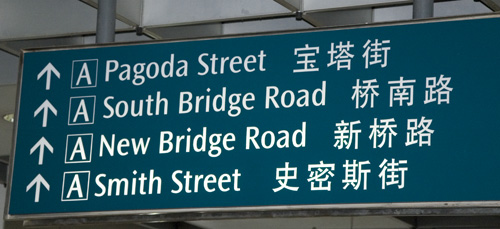 ↑ A Pagoda Street 宝塔街
↑ A South Bridge Road 桥南路
↑ A New Bridge Road 新桥路
↑ A Smith Street 史密斯街